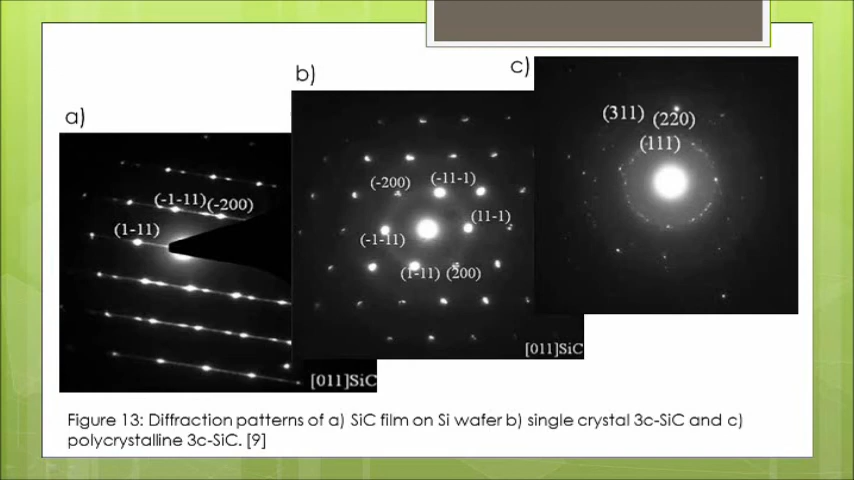 a)
(-1-11) (-200)
(1-11)
[011]SiC
b)
(-200) (-11-1)
(11-1)
(-1-11)
(1-11) (200)
[011]SiC
c)
(311) (220)
(111)
Figure 13: Diffraction patterns of a) SiC film on Si wafer b) single crystal 3c-SiC and c)
polycrystalline 3c-SiC. [9]